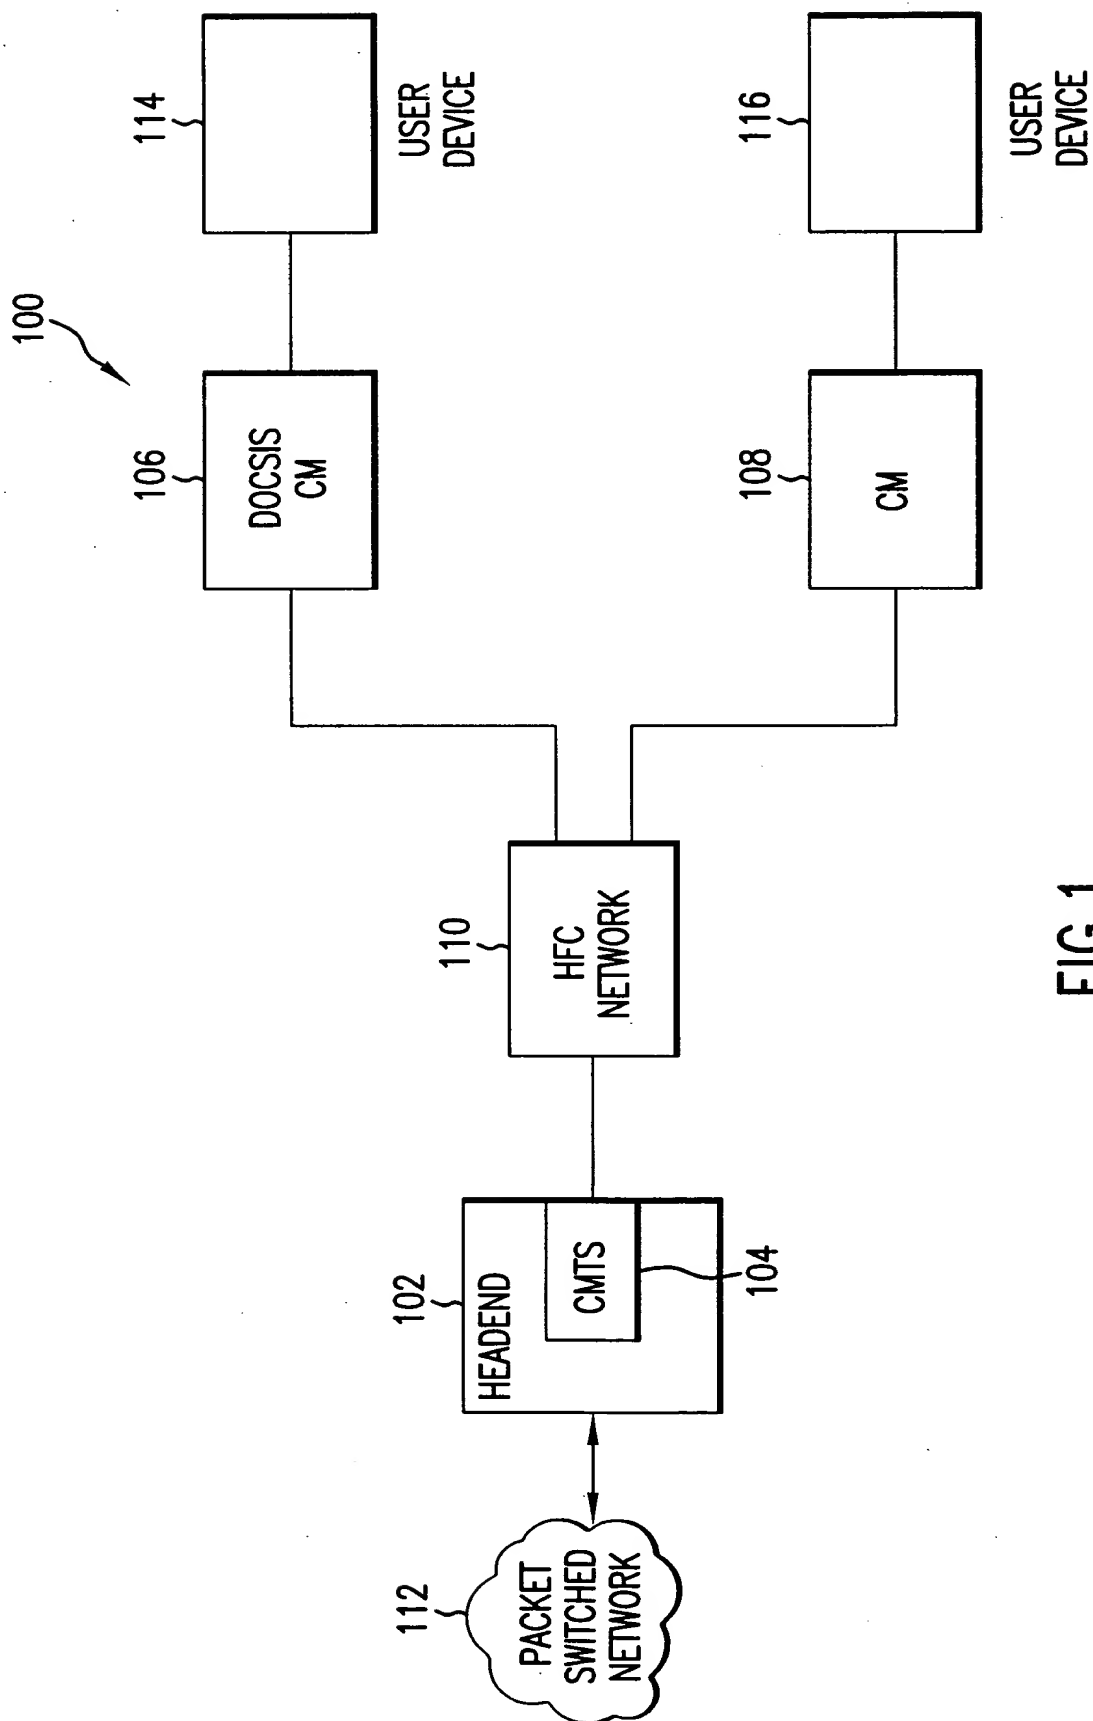 100
114
USER
DEVICE
106
DOCSIS
CM
116
USER
DEVICE
108
CM
110
HFC
NETWORK
102
HEADEND
CMTS
104
112
PACKET
SWITCHED
NETWORK
FIG. 1